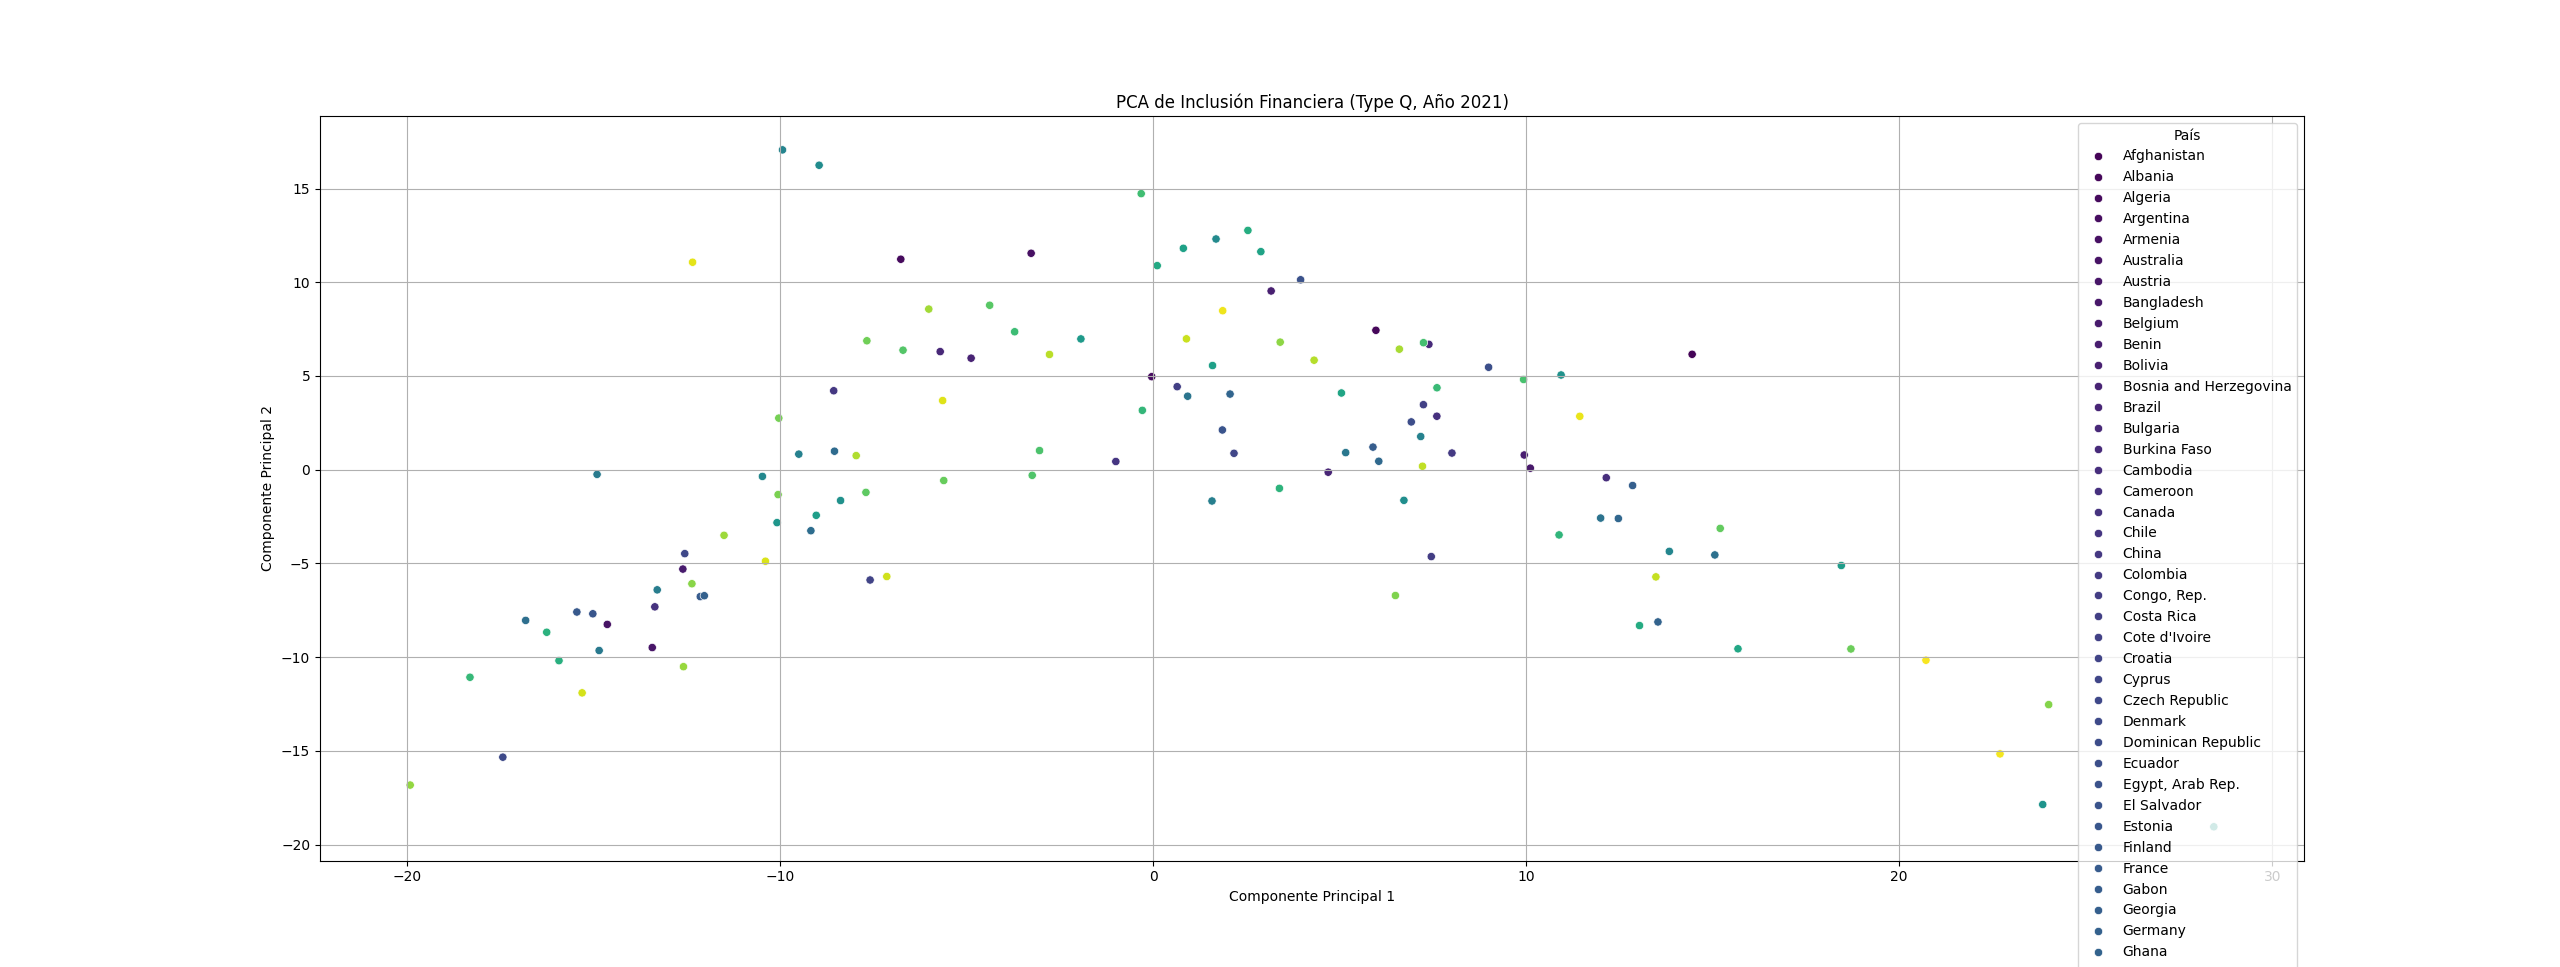 PCA de Inclusión Financiera (Type Q, Año 2021)
Componente Principal 2
15
10
5
0
−5
−10
−15
−20
−20
−10
0
10
20
30
Componente Principal 1
País
Afghanistan
Albania
Algeria
Argentina
Armenia
Australia
Austria
Bangladesh
Belgium
Benin
Bolivia
Bosnia and Herzegovina
Brazil
Bulgaria
Burkina Faso
Cambodia
Cameroon
Canada
Chile
China
Colombia
Congo, Rep.
Costa Rica
Cote d'Ivoire
Croatia
Cyprus
Czech Republic
Denmark
Dominican Republic
Ecuador
Egypt, Arab Rep.
El Salvador
Estonia
Finland
France
Gabon
Georgia
Germany
Ghana